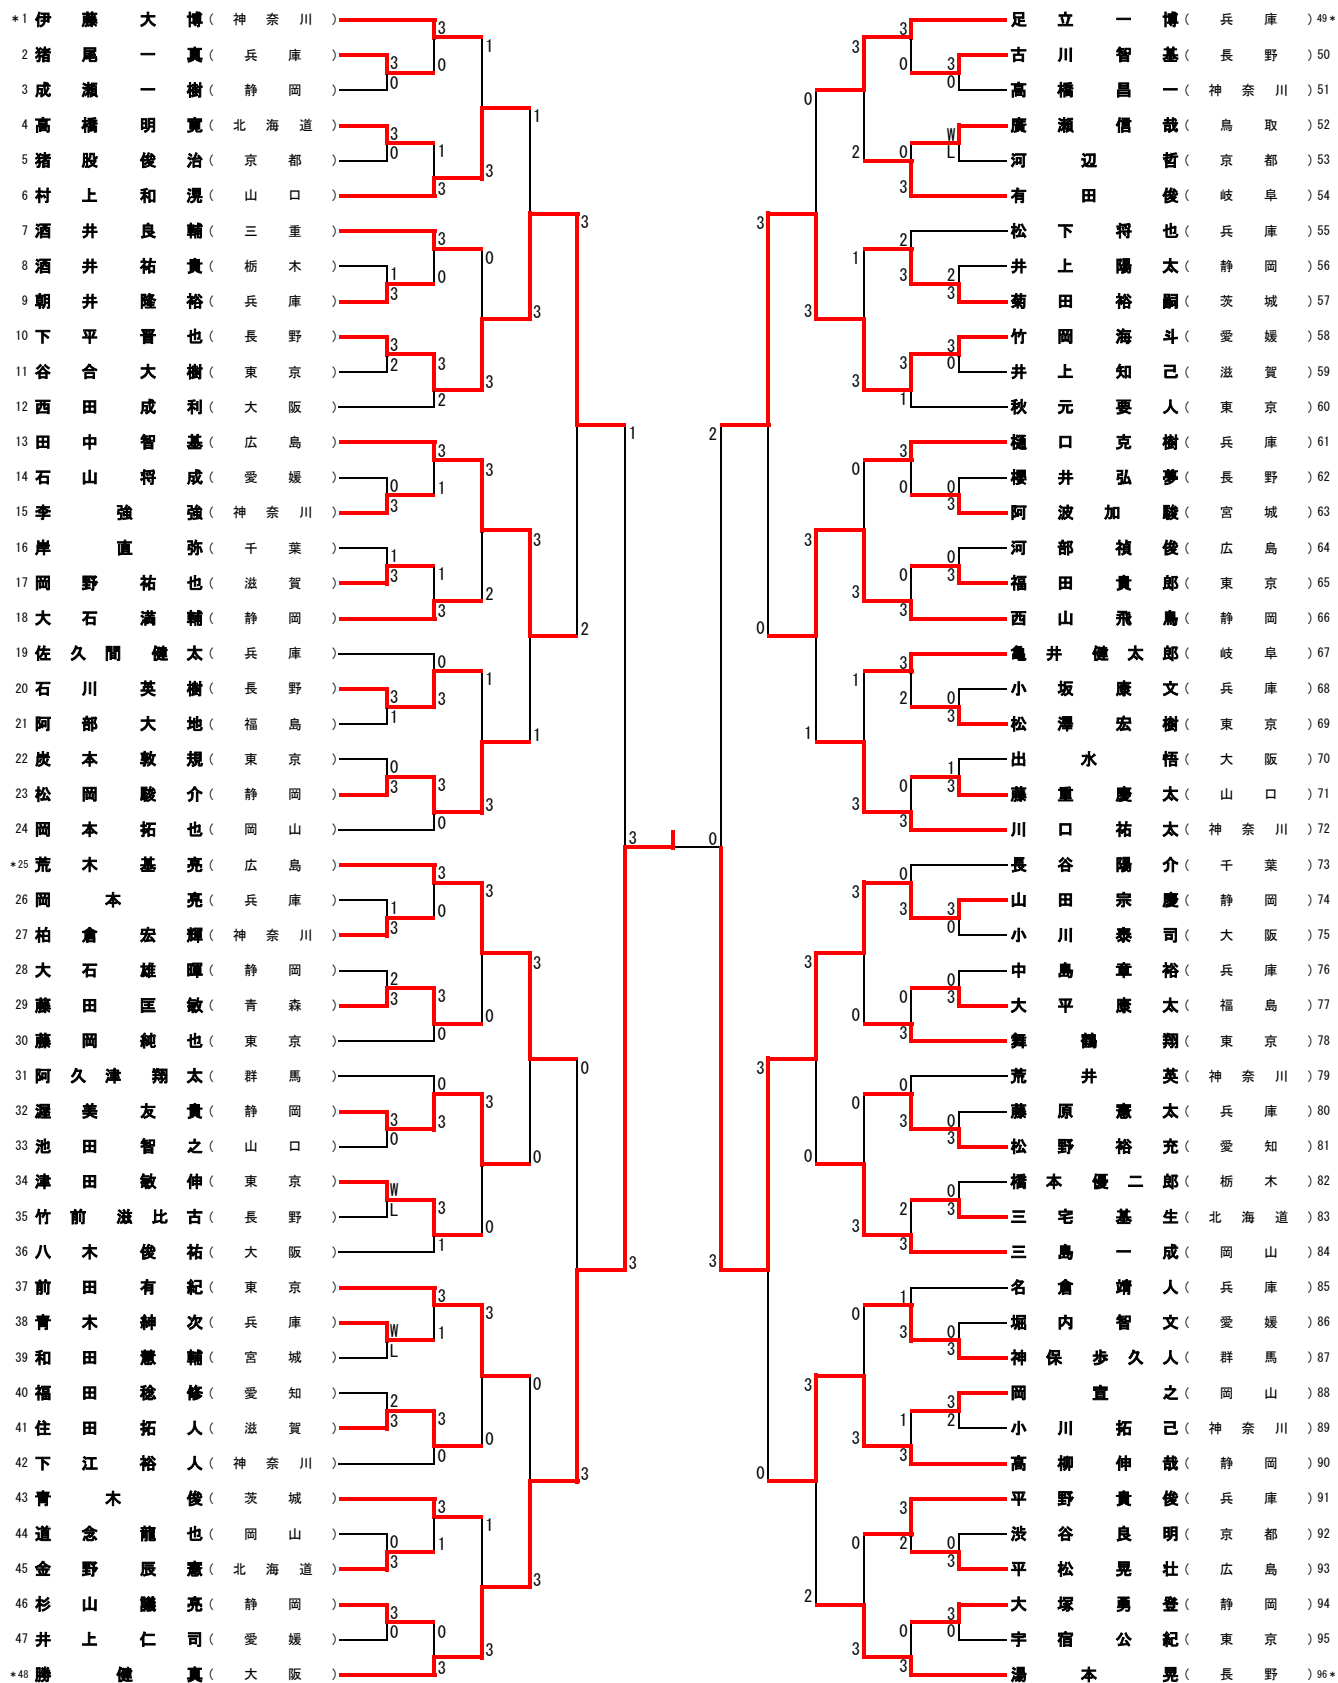 *1 伊藤大博（神奈川）
2 猪尾一真（兵庫）
3 成瀬一樹（静岡）
4 高橋明寛（北海道）
5 猪股俊治（京都）
6 村上和滉（山口）
7 酒井良輔（三重）
8 酒井祐貴（栃木）
9 朝井隆裕（兵庫）
10 下平晋也（長野）
11 谷合大樹（東京）
12 西田成利（大阪）
13 田中智基（広島）
14 石山将成（愛媛）
15 李強強（神奈川）
16 岸直弥（千葉）
17 岡野祐也（滋賀）
18 大石満輔（静岡）
19 佐久間健太（兵庫）
20 石川英樹（長野）
21 阿部大地（福島）
22 炭本敦規（東京）
23 松岡駿介（静岡）
24 岡本拓也（岡山）
*25 荒木基亮（広島）
26 岡本亮（兵庫）
27 柏倉宏輝（神奈川）
28 大石雄暉（静岡）
29 藤田匡敏（青森）
30 藤岡純也（東京）
31 阿久津翔太（群馬）
32 渥美友貴（静岡）
33 池田智之（山口）
34 津田敏伸（東京）
35 竹前滋比古（長野）
36 八木俊祐（大阪）
37 前田有紀（東京）
38 青木紳次（兵庫）
39 和田慧輔（宮城）
40 福田稔修（愛知）
41 住田拓人（滋賀）
42 下江裕人（神奈川）
43 青木俊（茨城）
44 道念龍也（岡山）
45 金野辰憲（北海道）
46 杉山議亮（静岡）
47 井上仁司（愛媛）
*48 勝健真（大阪）
足立一博（兵庫）49*
古川智基（長野）50
高橋昌一（神奈川）51
廣瀬信哉（鳥取）52
河辺哲（京都）53
有田俊（岐阜）54
松下将也（兵庫）55
井上陽太（静岡）56
菊田裕嗣（茨城）57
竹岡海斗（愛媛）58
井上知己（滋賀）59
秋元要人（東京）60
樋口克樹（兵庫）61
櫻井弘夢（長野）62
阿波加駿（宮城）63
河部禎俊（広島）64
福田貴郎（東京）65
西山飛鳥（静岡）66
亀井健太郎（岐阜）67
小坂康文（兵庫）68
松澤宏樹（東京）69
出水悟（大阪）70
藤重慶太（山口）71
川口祐太（神奈川）72
長谷陽介（千葉）73
山田宗慶（静岡）74
小川泰司（大阪）75
中島章裕（兵庫）76
大平康太（福島）77
舞鶴翔（東京）78
荒井英（神奈川）79
藤原憲太（兵庫）80
松野裕充（愛知）81
橋本優二郎（栃木）82
三宅基生（北海道）83
三島一成（岡山）84
名倉靖人（兵庫）85
堀内智文（愛媛）86
神保歩久人（群馬）87
岡宣之（岡山）88
小川拓己（神奈川）89
高柳伸哉（静岡）90
平野貴俊（兵庫）91
渋谷良明（京都）92
平松晃壮（広島）93
大塚勇登（静岡）94
宇宿公紀（東京）95
湯本晃（長野）96*